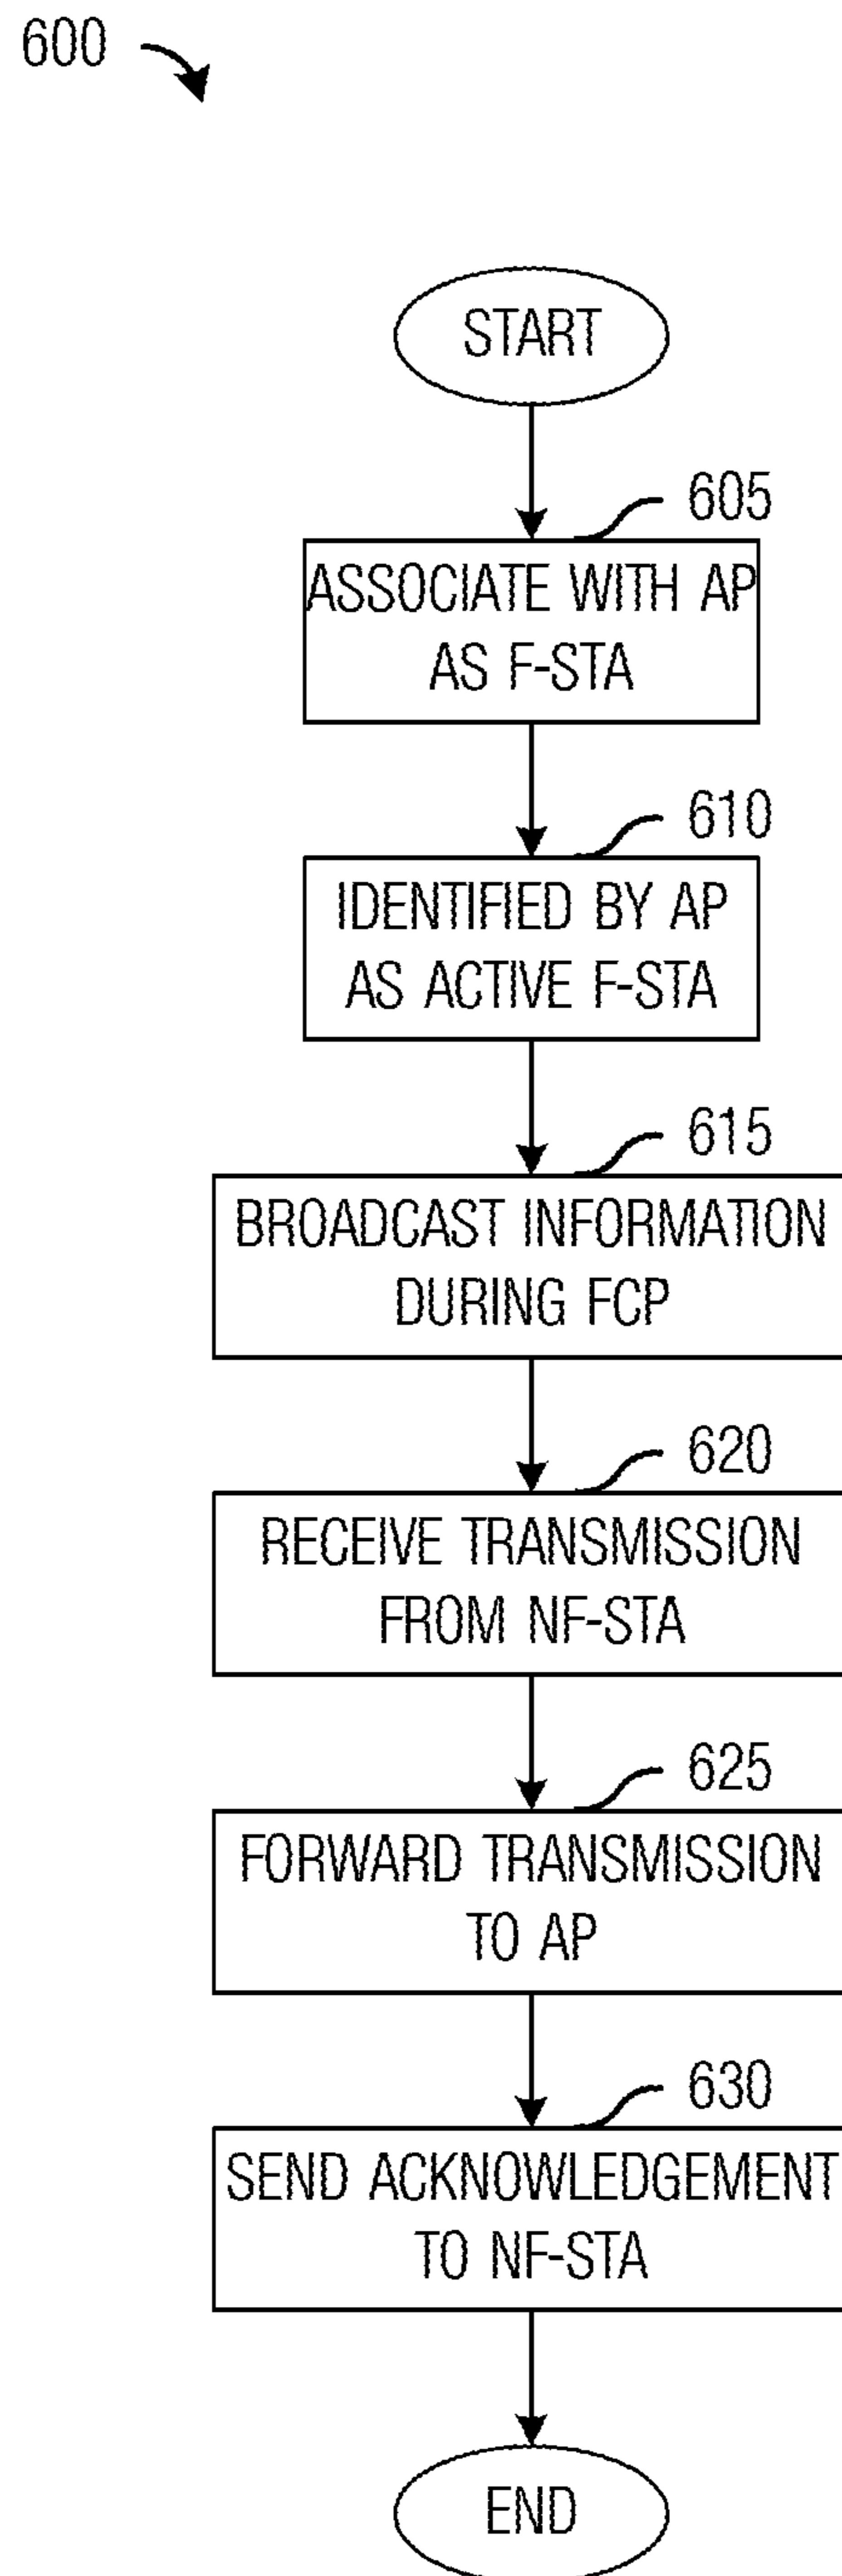 600
START
605
ASSOCIATE WITH AP
AS F-STA
610
IDENTIFIED BY AP
AS ACTIVE F-STA
615
BROADCAST INFORMATION
DURING FCP
620
RECEIVE TRANSMISSION
FROM NF-STA
625
FORWARD TRANSMISSION
TO AP
630
SEND ACKNOWLEDGEMENT
TO NF-STA
END